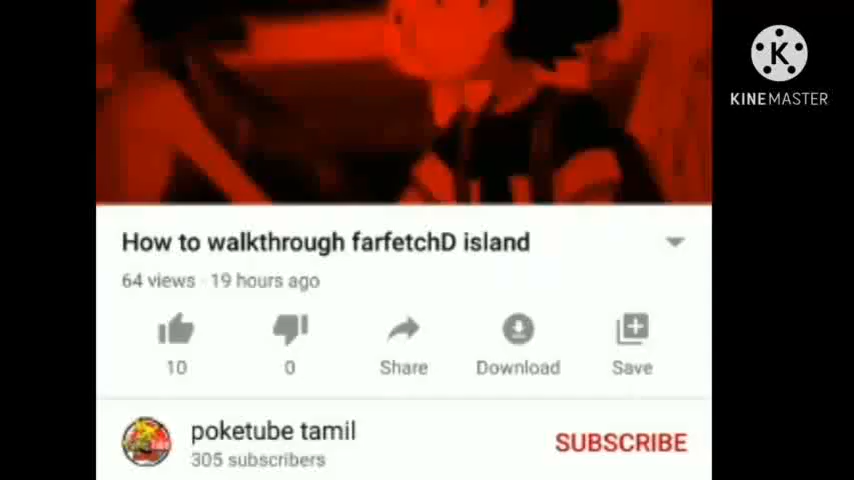 KINEMASTER
How to walkthrough farfetchD island
64 views · 19 hours ago
10
0
Share
Download
Save
poketube tamil
305 subscribers
SUBSCRIBE